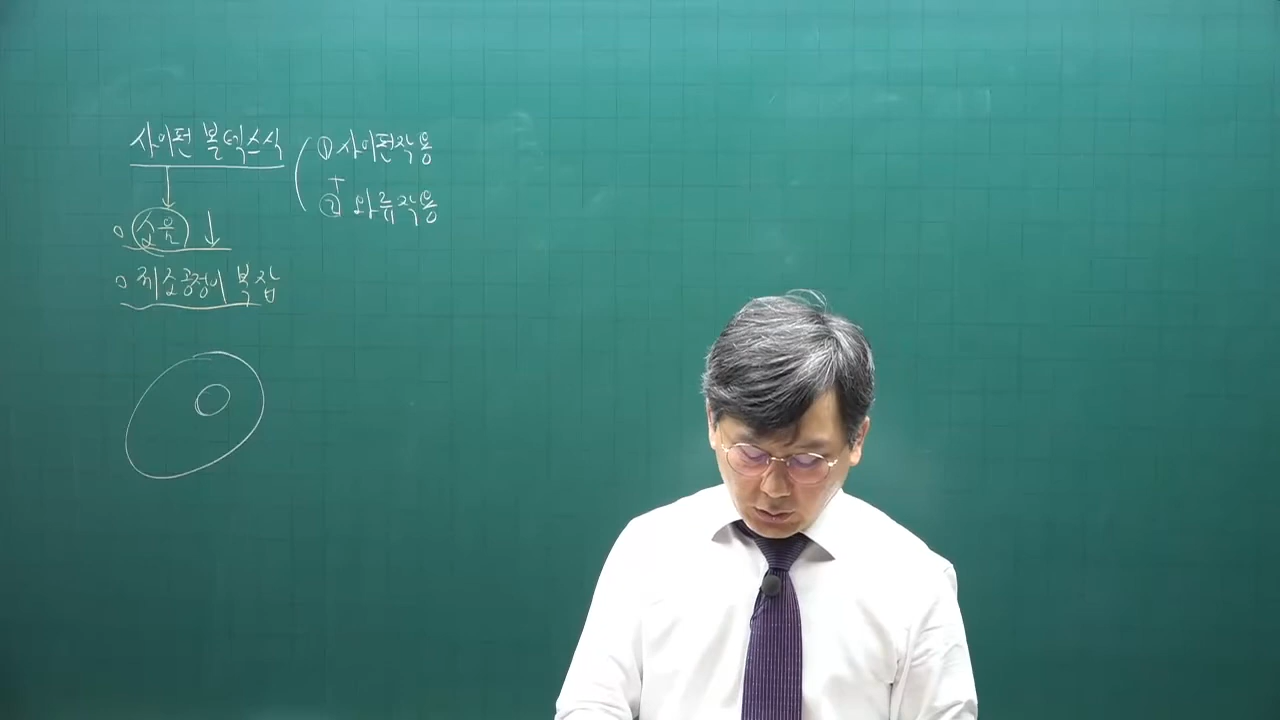 사이펀 볼텍스식
① 사이펀작용
+
② 와류작용
○ 소음 ↓
○ 제조공정이 복잡